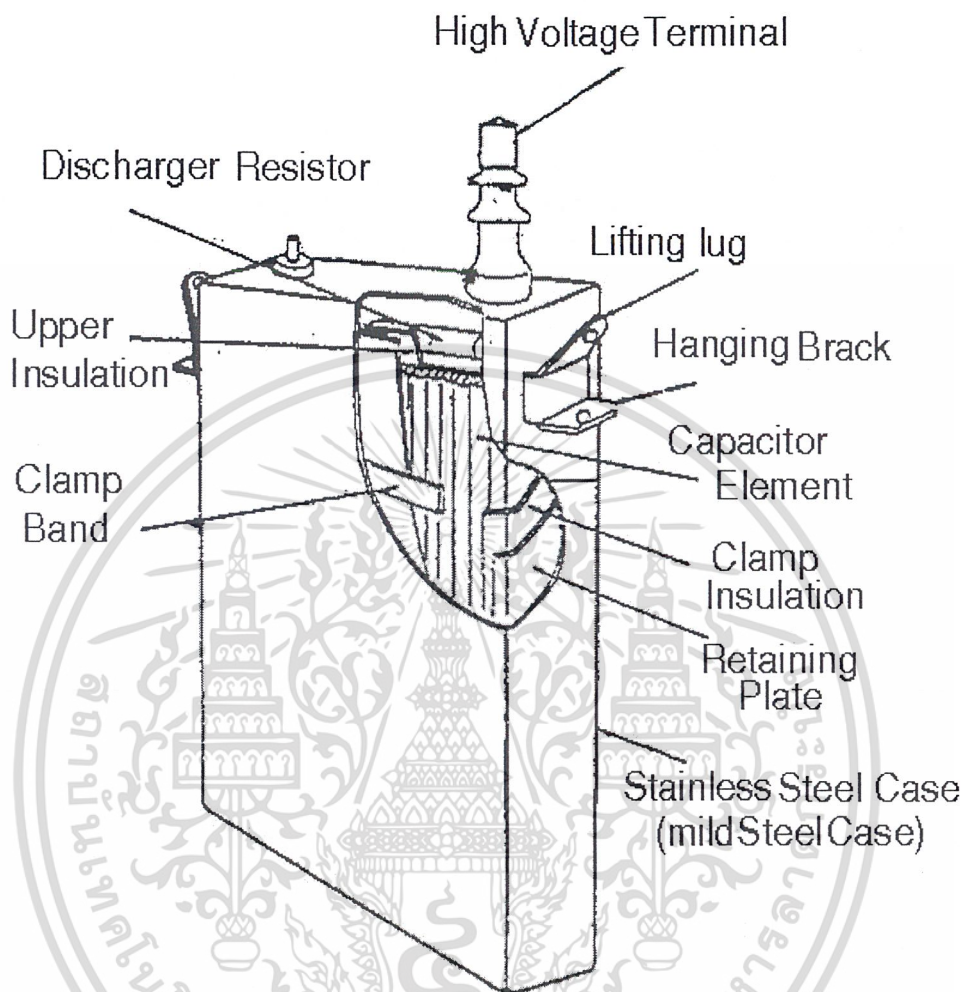 High Voltage Terminal
Discharger Resistor
Lifting lug
Upper
Insulation
Hanging Brack
Capacitor
Element
Clamp
Band
Clamp
Insulation
Retaining
Plate
Stainless Steel Case
(mild Steel Case)